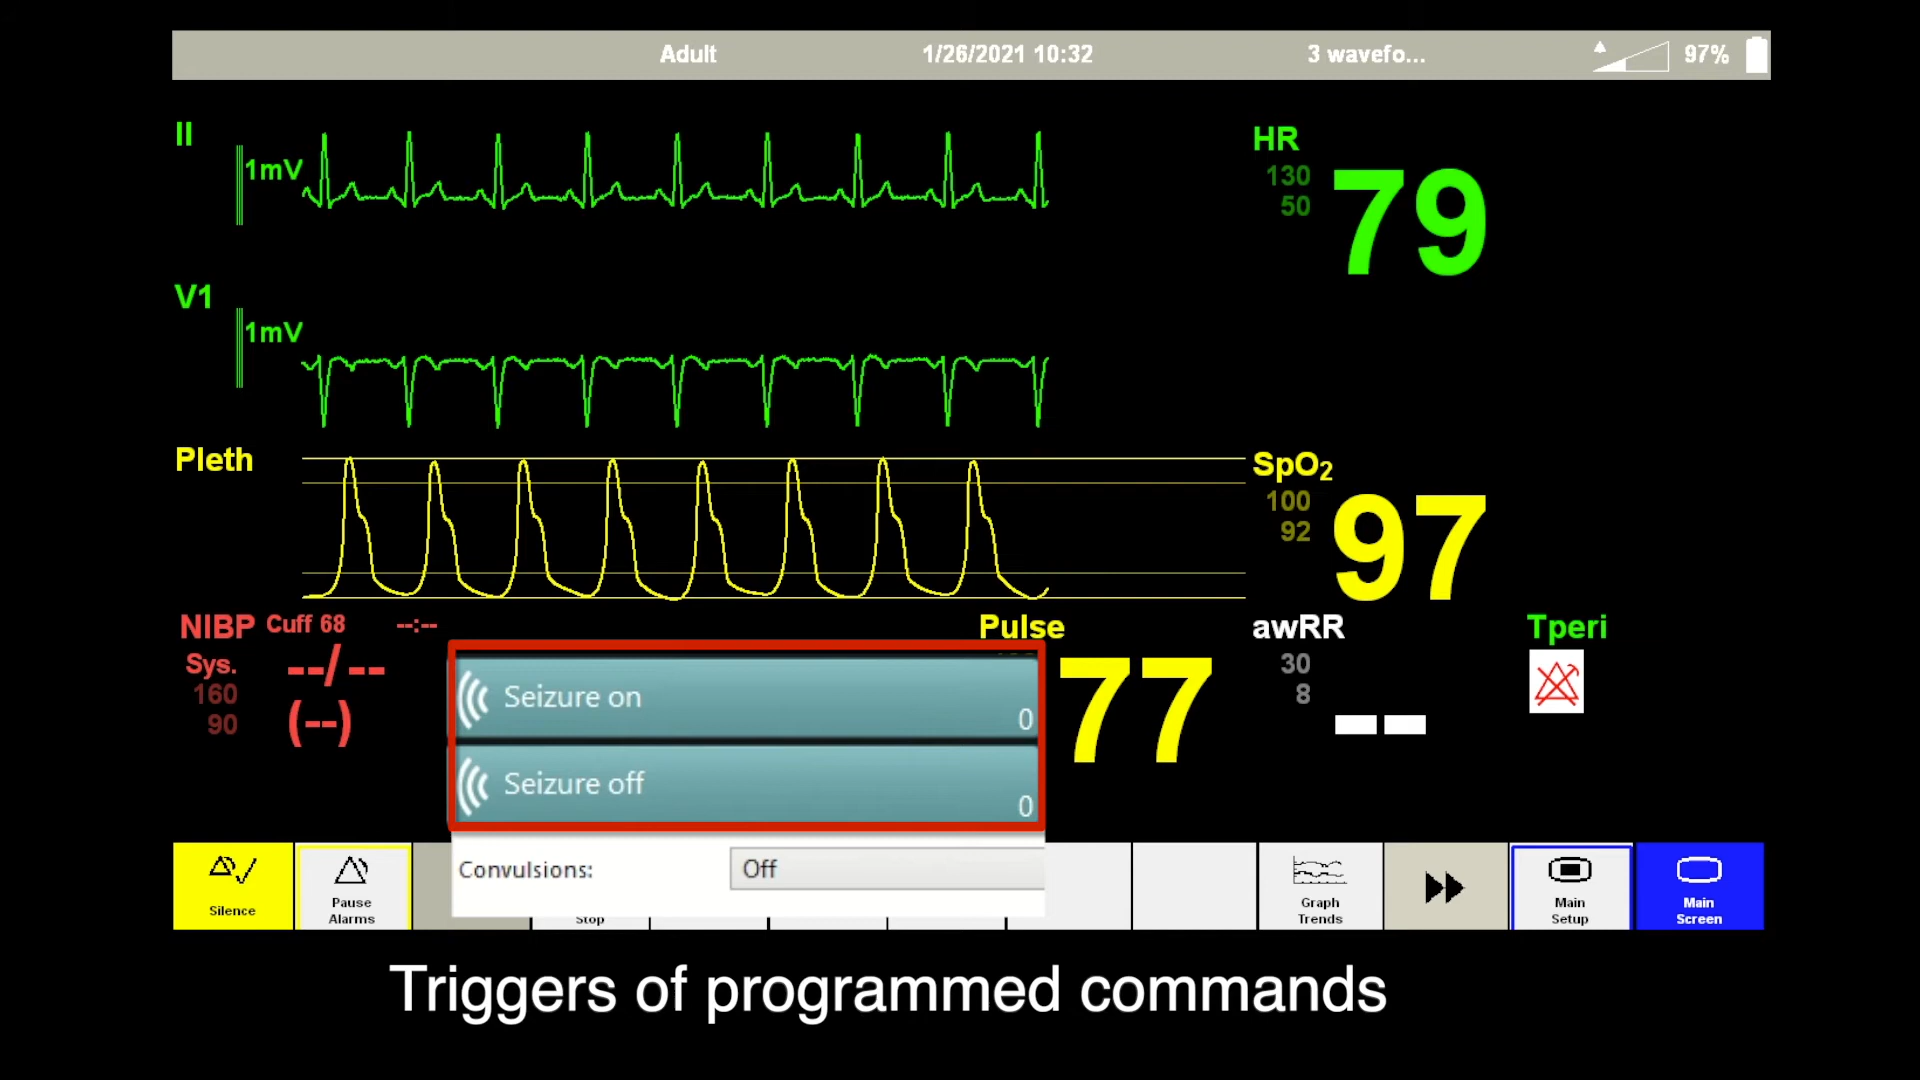 Adult 1/26/2021 10:32 3 wavefo... 97%
II
1mV
HR
130
50
79
V1
1mV
Pleth
SpO2
100
92
97
NIBP Cuff 68 --:--
Sys. --/--
160
90 (--)
Pulse
77
awRR
30
8
-- 
Tperi
Seizure on
0
Seizure off
0
Convulsions: Off
Silence
Pause
Alarms
Stop
Graph
Trends
Main
Setup
Main
Screen
Triggers of programmed commands